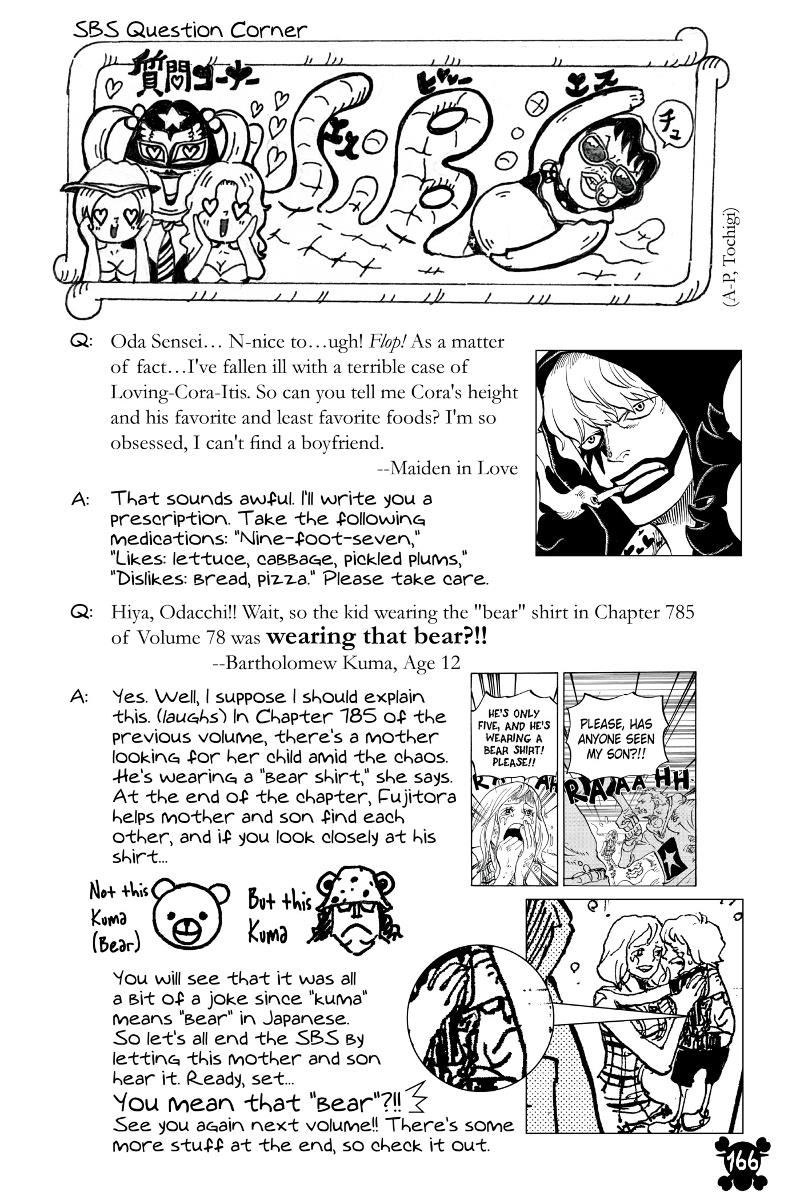 SBS Question Corner
質問コーナー
エス
ビー
エス
チュ
(A-P, Tochigi)
Q: Oda Sensei… N-nice to…ugh! Flop! As a matter
of fact…I've fallen ill with a terrible case of
Loving-Cora-Itis. So can you tell me Cora's height
and his favorite and least favorite foods? I'm so
obsessed, I can't find a boyfriend.
--Maiden in Love
A: That sounds awful. I'll write you a
prescription. Take the following
medications: "Nine-foot-seven,"
"Likes: lettuce, cabbage, pickled plums,"
"Dislikes: bread, pizza." Please take care.
Q: Hiya, Odacchi!! Wait, so the kid wearing the "bear" shirt in Chapter 785
of Volume 78 was wearing that bear?!!
--Bartholomew Kuma, Age 12
A: Yes. Well, I suppose I should explain
this. (laughs) In Chapter 785 of the
previous volume, there's a mother
looking for her child amid the chaos.
He's wearing a "bear shirt," she says.
At the end of the chapter, Fujitora
helps mother and son find each
other, and if you look closely at his
shirt...
HE'S ONLY
FIVE, AND HE'S
WEARING A
BEAR SHIRT!
PLEASE!!
PLEASE, HAS
ANYONE SEEN
MY SON?!!
RAAAAHH
Not this
Kuma
(Bear)
But this
Kuma
You will see that it was all
a bit of a joke since "kuma"
means "bear" in Japanese.
So let's all end the SBS by
letting this mother and son
hear it. Ready, set...
You mean that "bear"?!!
See you again next volume!! There's some
more stuff at the end, so check it out.
166